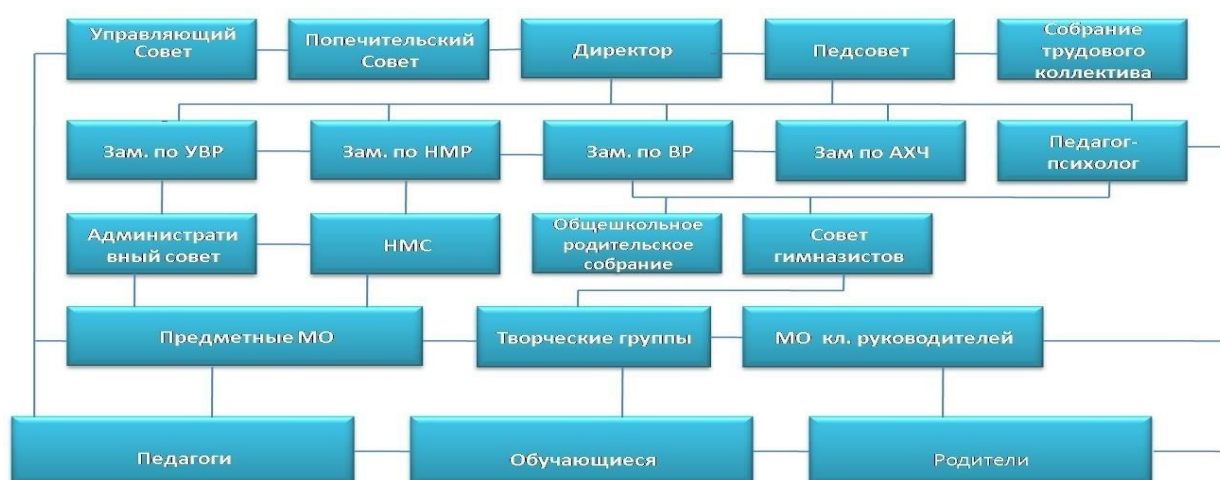 Управляющий
Совет
Попечительский
Совет
Директор
Педсовет
Собрание
трудового
коллектива
Зам. по УВР
Зам. по НМР
Зам. по ВР
Зам по АХЧ
Педагог-
психолог
Администрати
вный совет
НМС
Общешкольное
родительское
собрание
Совет
гимназистов
Предметные МО
Творческие группы
МО кл. руководителей
Педагоги
Обучающиеся
Родители